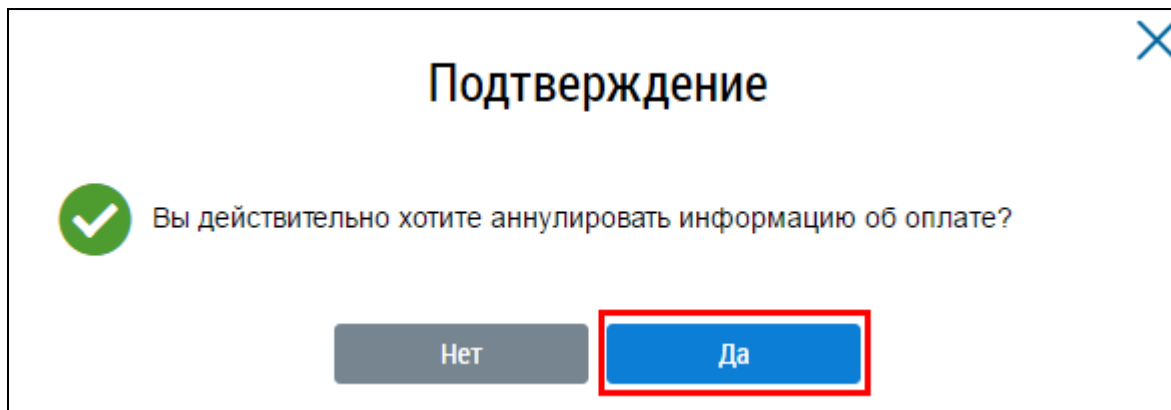 Подтверждение
Вы действительно хотите аннулировать информацию об оплате?
Нет
Да